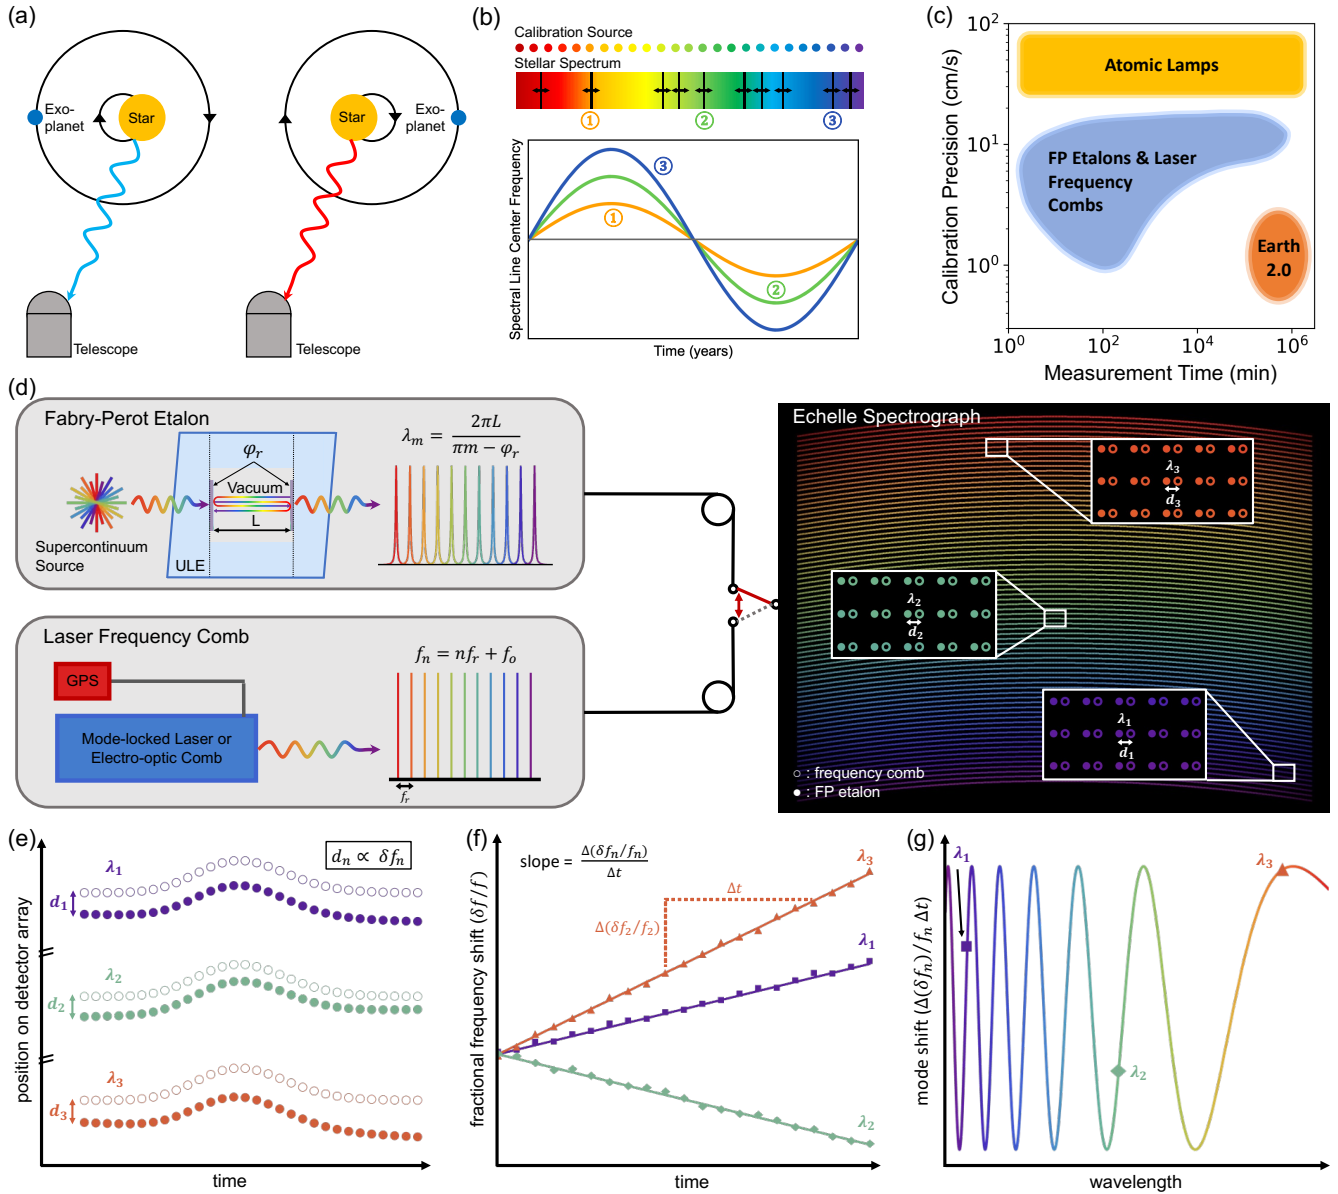 (a)
Exo-
planet
Star
Telescope
Star
Exo-
planet
Telescope
(b)
Calibration Source
Stellar Spectrum
① ② ③
Spectral Line Center Frequency
③
①
②
Time (years)
(c)
Calibration Precision (cm/s)
10²
10¹
10⁰
Atomic Lamps
FP Etalons & Laser
Frequency
Combs
Earth
2.0
10⁰ 10² 10⁴ 10⁶
Measurement Time (min)
(d)
Fabry-Perot Etalon
φᵣ
Vacuum
L
ULE
Supercontinuum
Source
λₘ = 2πL / (πm − φᵣ)
Laser Frequency Comb
GPS
Mode-locked Laser or
Electro-optic Comb
fₙ = nfᵣ + fₒ
fᵣ
Echelle Spectrograph
λ₃
d₃
λ₂
d₂
λ₁
d₁
○ : frequency comb
● : FP etalon
(e)
position on detector array
dₙ ∝ δfₙ
λ₁
d₁
λ₂
d₂
λ₃
d₃
time
(f)
fractional frequency shift (δf/f)
slope = Δ(δfₙ/fₙ) / Δt
λ₃
Δt
Δ(δf₂/f₂)
λ₁
λ₂
time
(g)
mode shift (Δ(δfₙ)/fₙ Δt)
λ₁
λ₃
λ₂
wavelength